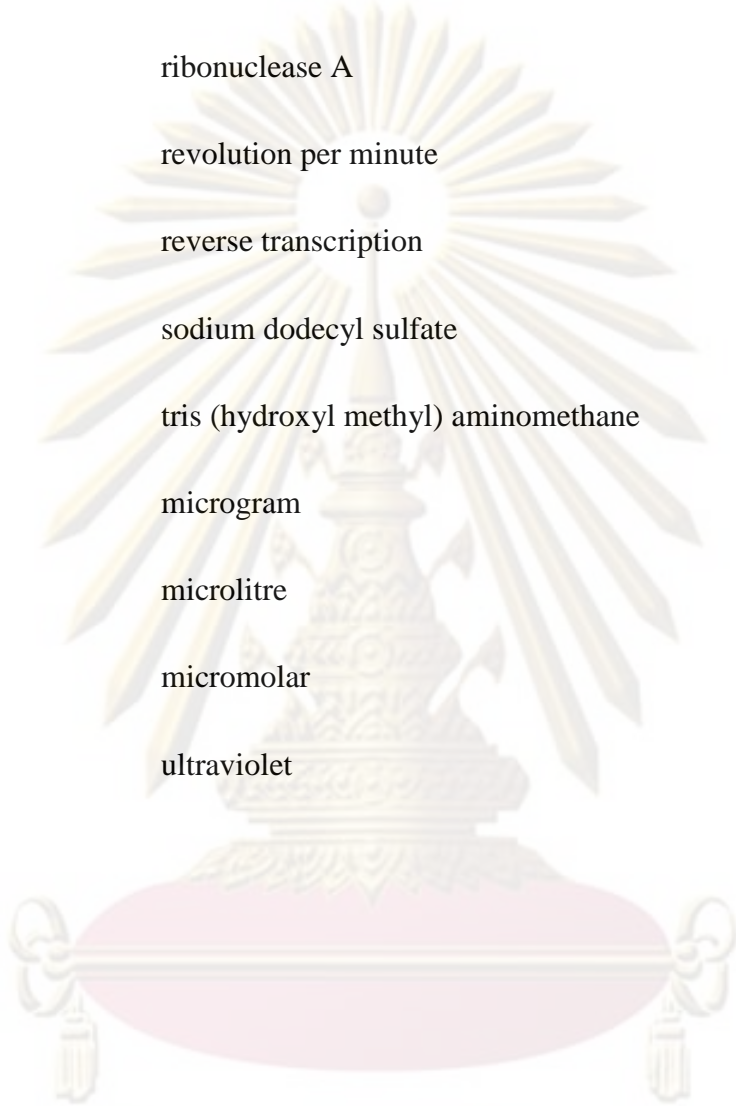 ribonuclease A
revolution per minute
reverse transcription
sodium dodecyl sulfate
tris (hydroxyl methyl) aminomethane
microgram
microlitre
micromolar
ultraviolet